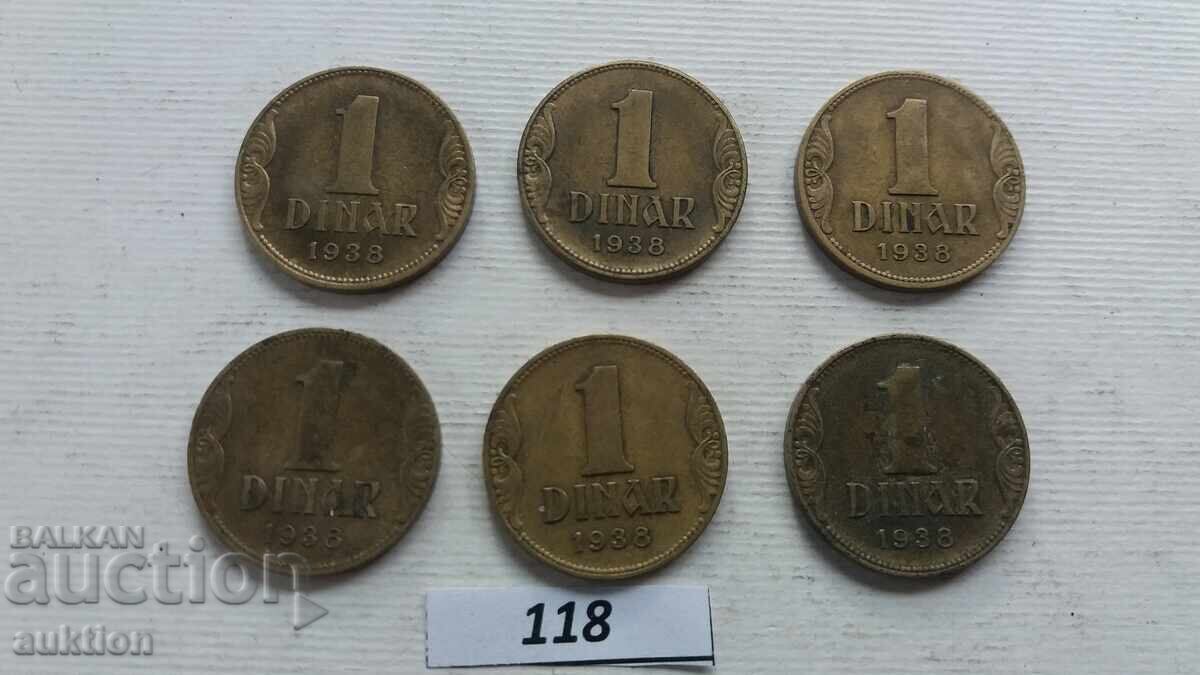 1
DINAR
1938
1
DINAR
1938
1
DINAR
1938
1
DINAR
1938
1
DINAR
1938
1
DINAR
1938
BALKAN
auction
auktion
118